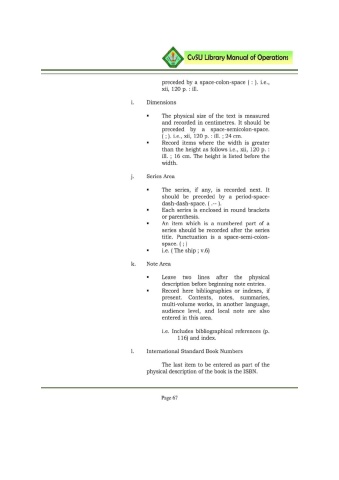 CvSU Library Manual of Operations
preceded by a space-colon-space ( : ). i.e.,
xii, 120 p. : ill.
i. Dimensions
▪ The physical size of the text is measured
and recorded in centimetres. It should be
preceded by a space-semicolon-space.
( ; ). i.e., xii, 120 p. : ill. ; 24 cm.
▪ Record items where the width is greater
than the height as follows i.e., xii, 120 p. :
ill. ; 16 cm. The height is listed before the
width.
j. Series Area
▪ The series, if any, is recorded next. It
should be preceded by a period-space-
dash-dash-space. ( .-- ).
▪ Each series is enclosed in round brackets
or parenthesis.
▪ An item which is a numbered part of a
series should be recorded after the series
title. Punctuation is a space-semi-colon-
space. ( ; )
▪ i.e. ( The ship ; v.6)
k. Note Area
▪ Leave two lines after the physical
description before beginning note entries.
▪ Record here bibliographies or indexes, if
present. Contents, notes, summaries,
multi-volume works, in another language,
audience level, and local note are also
entered in this area.
i.e. Includes bibliographical references (p.
116) and index.
l. International Standard Book Numbers
The last item to be entered as part of the
physical description of the book is the ISBN.
Page 67